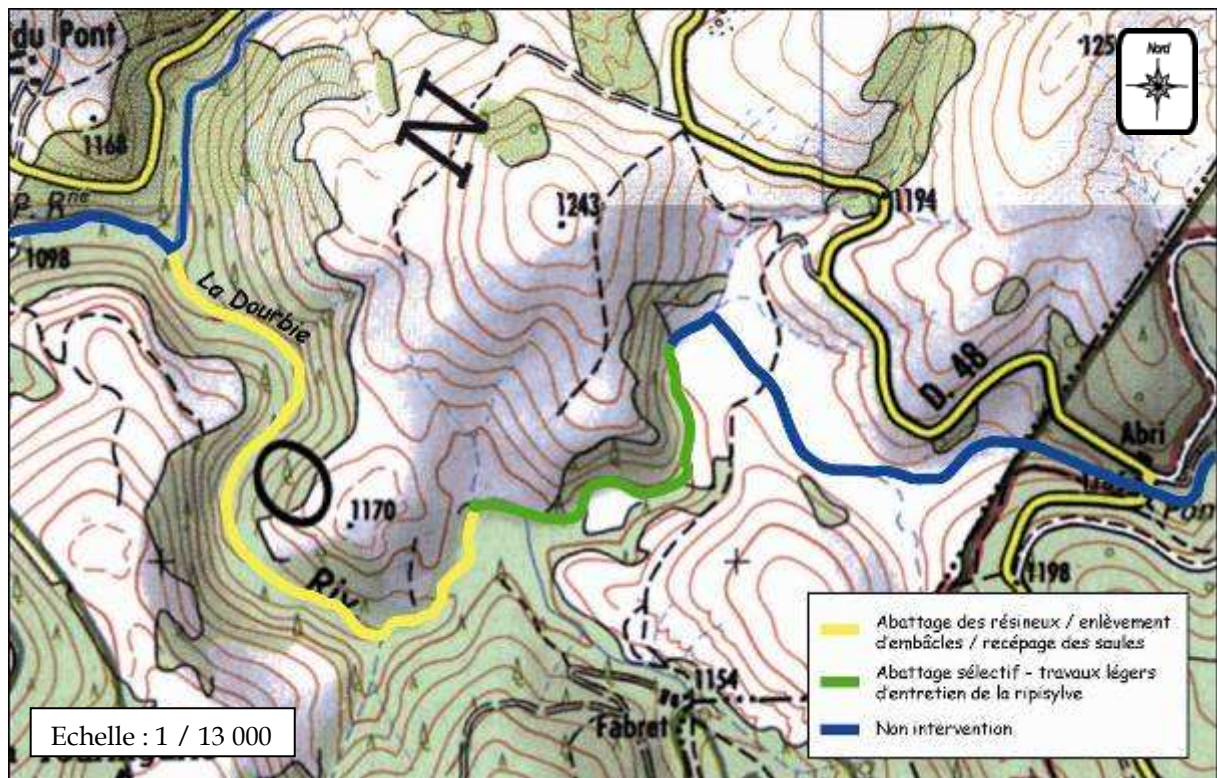 du Pont
125
Nord
1168
N
P. Rne
1243
1194
1098
La Dourbie
D. 48
Abri
O
1170
Pon
Riv
1198
Abattage des résineux / enlèvement
d'embâcles / recépage des saules
Abattage sélectif - travaux légers
d'entretien de la ripisylve
1154
Fabret
Non intervention
Echelle : 1 / 13 000